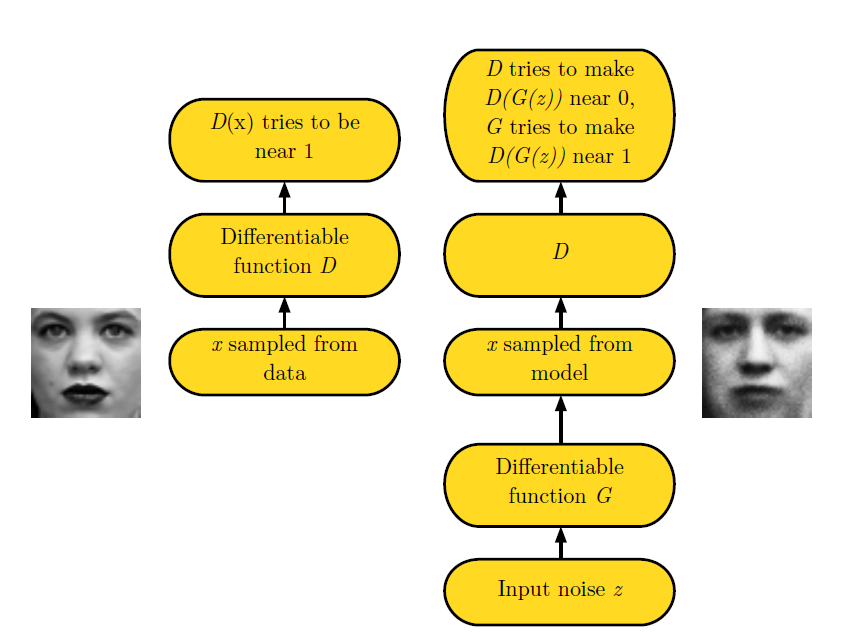 D(x) tries to be
near 1
Differentiable
function D
x sampled from
data
D tries to make
D(G(z)) near 0,
G tries to make
D(G(z)) near 1
D
x sampled from
model
Differentiable
function G
Input noise z